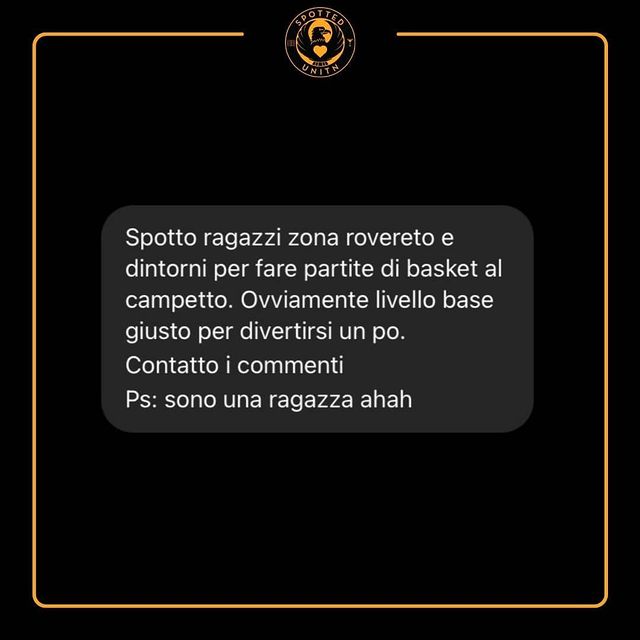 SPOTTED
UNITN
Spotto ragazzi zona rovereto e
dintorni per fare partite di basket al
campetto. Ovviamente livello base
giusto per divertirsi un po.
Contatto i commenti
Ps: sono una ragazza ahah